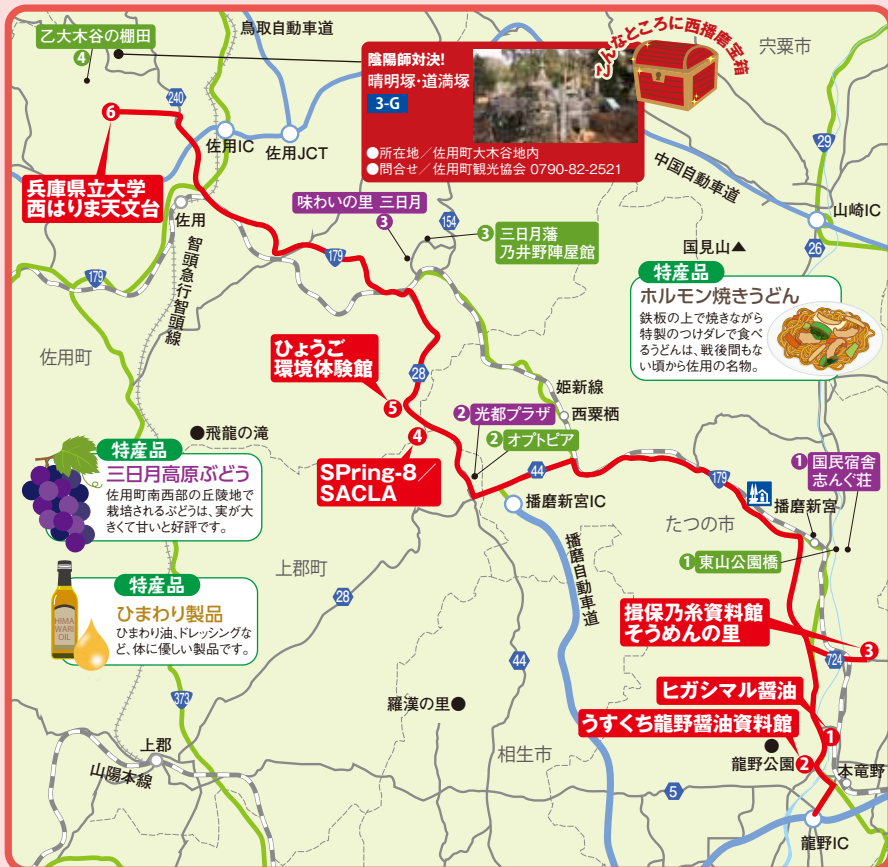 鳥取自動車道
乙大木谷の棚田
4
陰陽師対決!
晴明塚・道満塚
3-G
●所在地／佐用町大木谷地内
●問合せ／佐用町観光協会 0790-82-2521
こんなところに西播磨宝箱
宍粟市
240
6
佐用IC
佐用JCT
中国自動車道
29
山崎IC
26
兵庫県立大学
西はりま天文台
佐用
味わいの里 三日月
3
154
3 三日月藩
乃井野陣屋館
国見山▲
179
179
智頭急行智頭線
特産品
ホルモン焼きうどん
鉄板の上で焼きながら
特製のつけダレで食べ
るうどんは、戦後間もな
い頃から佐用の名物。
佐用町
ひょうご
環境体験館
28
5
姫新線
西栗栖
●飛龍の滝
2 光都プラザ
2 オプトピア
4
SPring-8／
SACLA
44
179
1 国民宿舎
志んぐ荘
播磨新宮
播磨新宮IC
たつの市
1 東山公園橋
特産品
三日月高原ぶどう
佐用町南西部の丘陵地で
栽培されるぶどうは、実が大
きくて甘いと好評です。
上郡町
28
播磨自動車道
特産品
ひまわり製品
ひまわり油、ドレッシングな
ど、体に優しい製品です。
HIMA
WARI
OIL
揖保乃糸資料館
そうめんの里
3
724
44
373
羅漢の里●
ヒガシマル醤油
1
うすくち龍野醤油資料館
2
龍野公園
本竜野
上郡
山陽本線
相生市
5
龍野IC